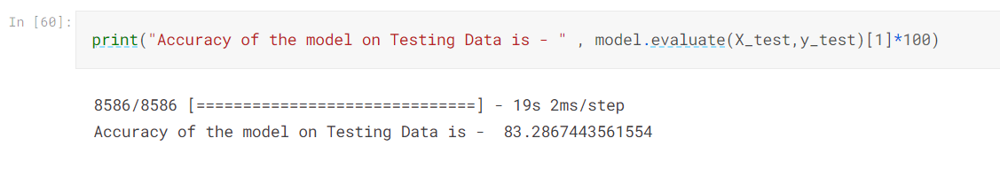 In [60]:
print("Accuracy of the model on Testing Data is - " , model.evaluate(X_test,y_test)[1]*100)
8586/8586 [==============================] - 19s 2ms/step
Accuracy of the model on Testing Data is -  83.2867443561554